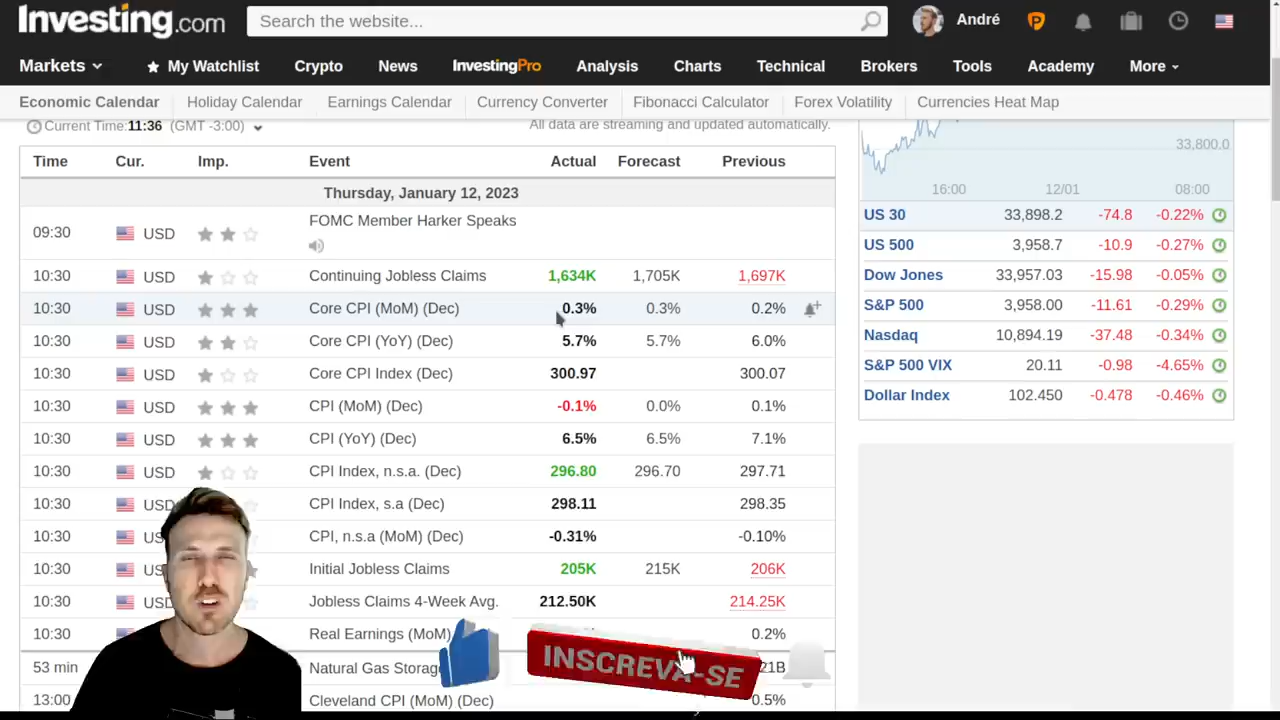 Investing.com Search the website... André
Markets My Watchlist Crypto News InvestingPro Analysis Charts Technical Brokers Tools Academy More
Economic Calendar Holiday Calendar Earnings Calendar Currency Converter Fibonacci Calculator Forex Volatility Currencies Heat Map
Current Time:11:36 (GMT -3:00) All data are streaming and updated automatically.
Time Cur. Imp. Event Actual Forecast Previous
Thursday, January 12, 2023
09:30 USD FOMC Member Harker Speaks
10:30 USD Continuing Jobless Claims 1,634K 1,705K 1,697K
10:30 USD Core CPI (MoM) (Dec) 0.3% 0.3% 0.2%
10:30 USD Core CPI (YoY) (Dec) 5.7% 5.7% 6.0%
10:30 USD Core CPI Index (Dec) 300.97 300.07
10:30 USD CPI (MoM) (Dec) -0.1% 0.0% 0.1%
10:30 USD CPI (YoY) (Dec) 6.5% 6.5% 7.1%
10:30 USD CPI Index, n.s.a. (Dec) 296.80 296.70 297.71
10:30 USD CPI Index, s.a (Dec) 298.11 298.35
10:30 CPI, n.s.a (MoM) (Dec) -0.31% -0.10%
10:30 Initial Jobless Claims 205K 215K 206K
10:30 Jobless Claims 4-Week Avg. 212.50K 214.25K
10:30 Real Earnings (MoM) 0.2%
53 min Natural Gas Storag
13:00 Cleveland CPI (MoM) (Dec) 0.5%
INSCREVA-SE
33,800.0
16:00 12/01 08:00
US 30 33,898.2 -74.8 -0.22%
US 500 3,958.7 -10.9 -0.27%
Dow Jones 33,957.03 -15.98 -0.05%
S&P 500 3,958.00 -11.61 -0.29%
Nasdaq 10,894.19 -37.48 -0.34%
S&P 500 VIX 20.11 -0.98 -4.65%
Dollar Index 102.450 -0.478 -0.46%